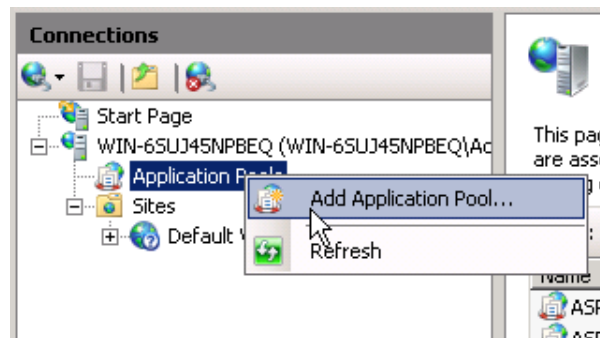 Connections
Start Page
WIN-6SUJ45NPBEQ (WIN-6SUJ45NPBEQ\Ac
Application Pools
Sites
Default
Add Application Pool...
Refresh
This pag
are asso
Name
ASP
ASP